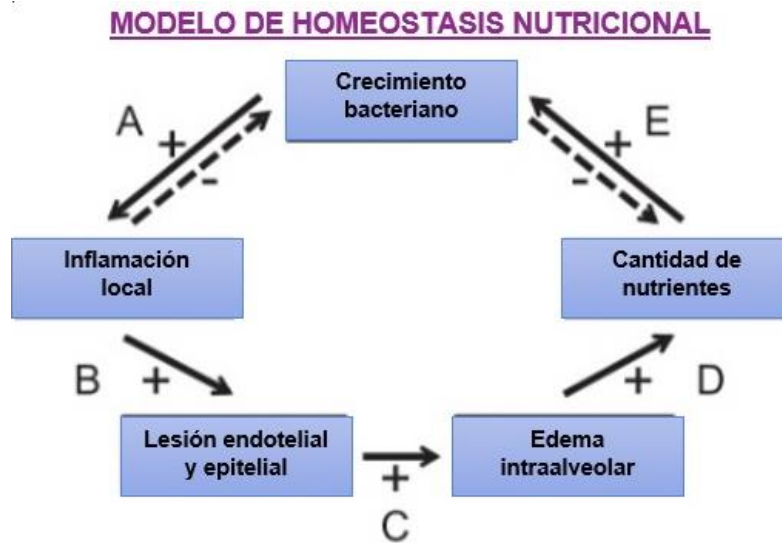 MODELO DE HOMEOSTASIS NUTRICIONAL
Crecimiento
bacteriano
A
+
-
E
+
-
Inflamación
local
Cantidad de
nutrientes
B
+
+
D
Lesión endotelial
y epitelial
+
C
Edema
intraalveolar